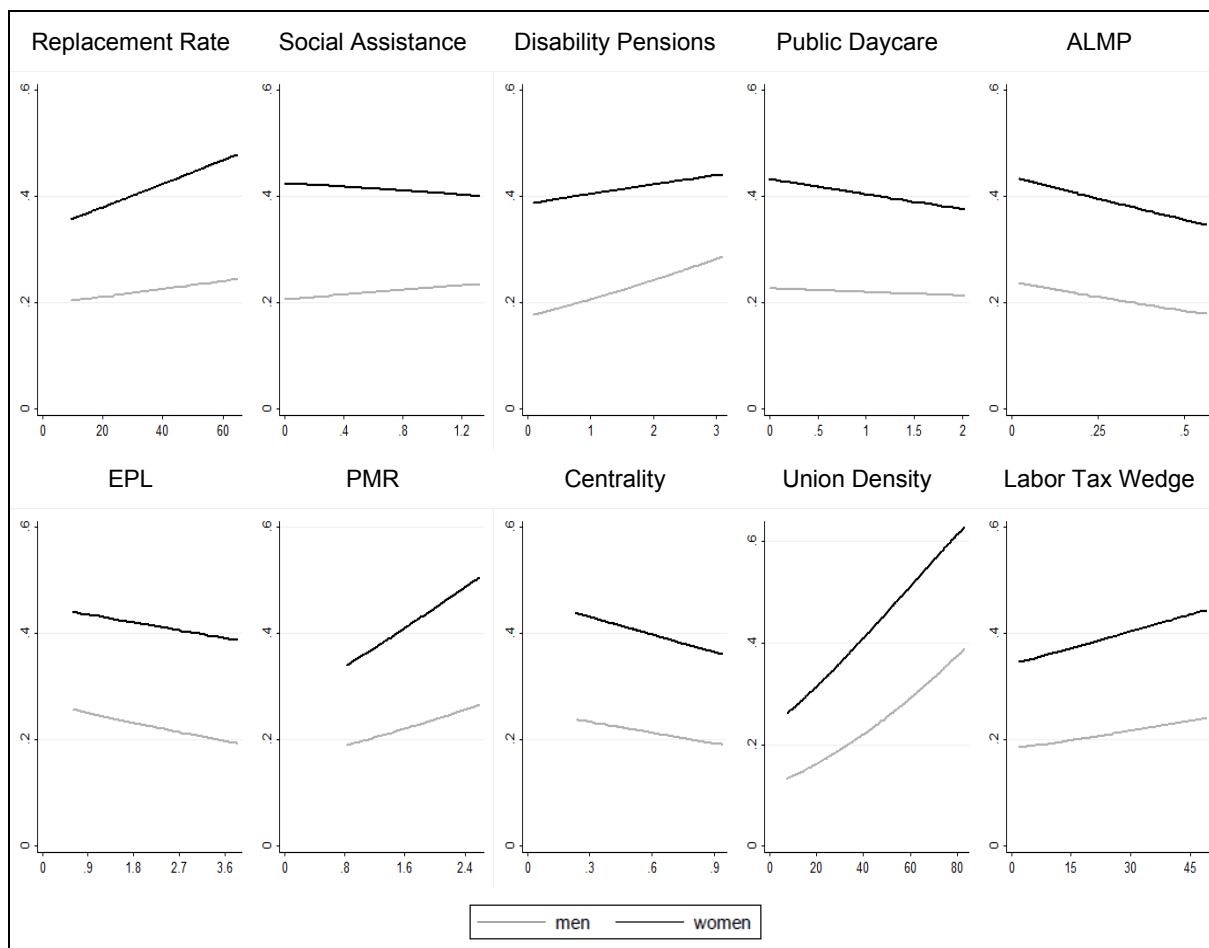 Replacement Rate Social Assistance Disability Pensions Public Daycare ALMP
.6 .6 .6 .6 .6
.4 .4 .4 .4 .4
.2 .2 .2 .2 .2
0 0 0 0 0
0 20 40 60 0 .4 .8 1.2 0 1 2 3 0 .5 1 1.5 2 0 .25 .5
EPL PMR Centrality Union Density Labor Tax Wedge
.6 .6 .6 .6 .6
.4 .4 .4 .4 .4
.2 .2 .2 .2 .2
0 0 0 0 0
0 .9 1.8 2.7 3.6 0 .8 1.6 2.4 0 .3 .6 .9 0 20 40 60 80 0 15 30 45
men women